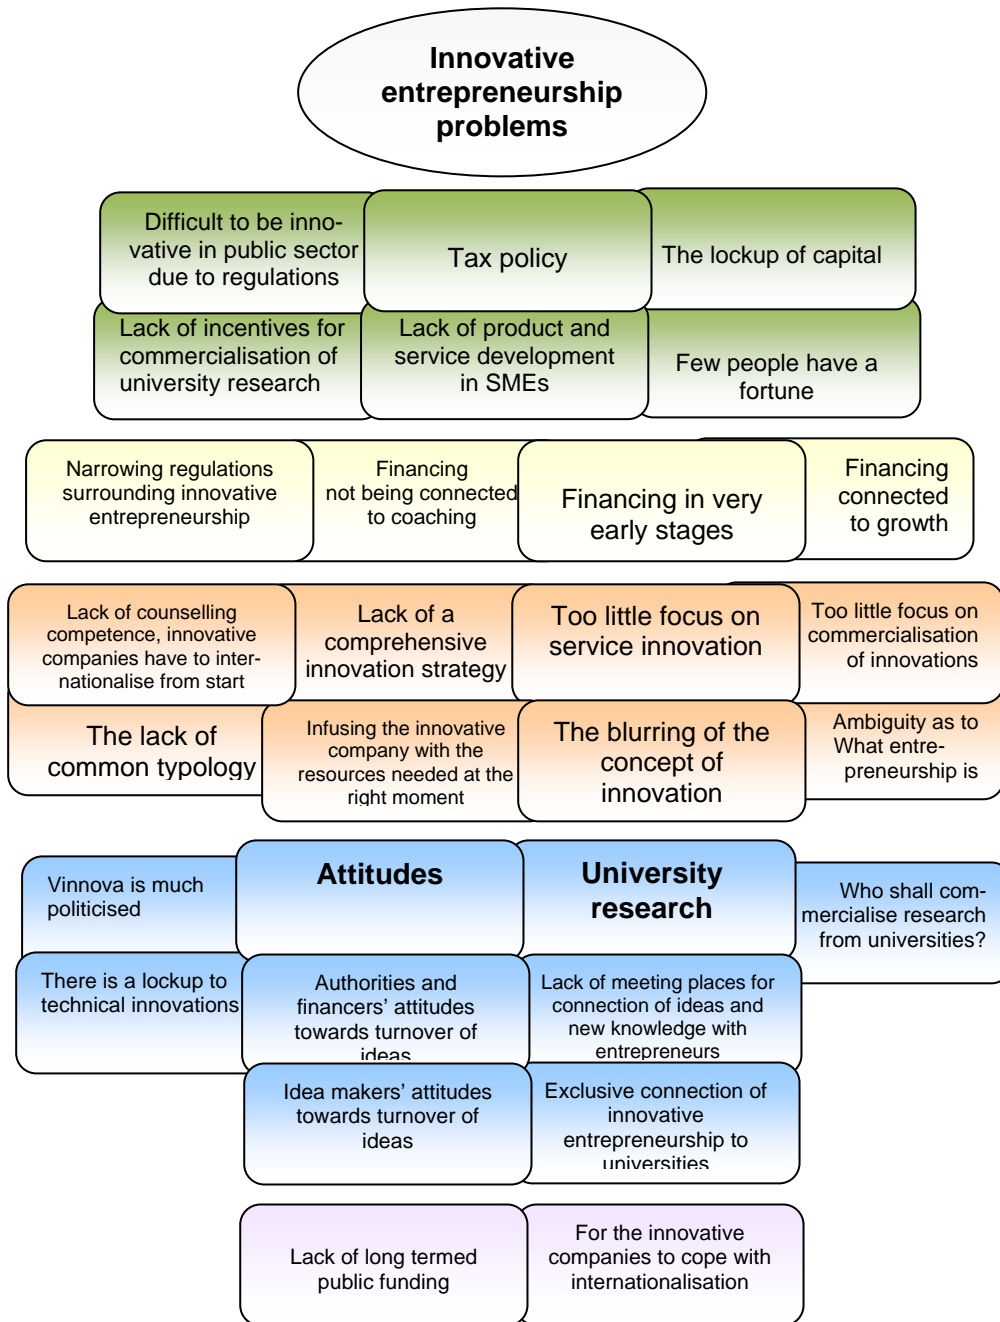 Innovative
entrepreneurship
problems
Difficult to be inno-
vative in public sector
due to regulations
Tax policy
The lockup of capital
Lack of incentives for
commercialisation of
university research
Lack of product and
service development
in SMEs
Few people have a
fortune
Narrowing regulations
surrounding innovative
entrepreneurship
Financing
not being connected
to coaching
Financing in very
early stages
Financing
connected
to growth
Lack of counselling
competence, innovative
companies have to inter-
nationalise from start
Lack of a
comprehensive
innovation strategy
Too little focus on
service innovation
Too little focus on
commercialisation
of innovations
The lack of
common typology
Infusing the innovative
company with the
resources needed at the
right moment
The blurring of the
concept of
innovation
Ambiguity as to
What entre-
preneurship is
Vinnova is much
politicised
Attitudes
University
research
Who shall com-
mercialise research
from universities?
There is a lockup to
technical innovations
Authorities and
financers’ attitudes
towards turnover of
ideas
Lack of meeting places for
connection of ideas and
new knowledge with
entrepreneurs
Idea makers’ attitudes
towards turnover of
ideas
Exclusive connection of
innovative
entrepreneurship to
universities
Lack of long termed
public funding
For the innovative
companies to cope with
internationalisation